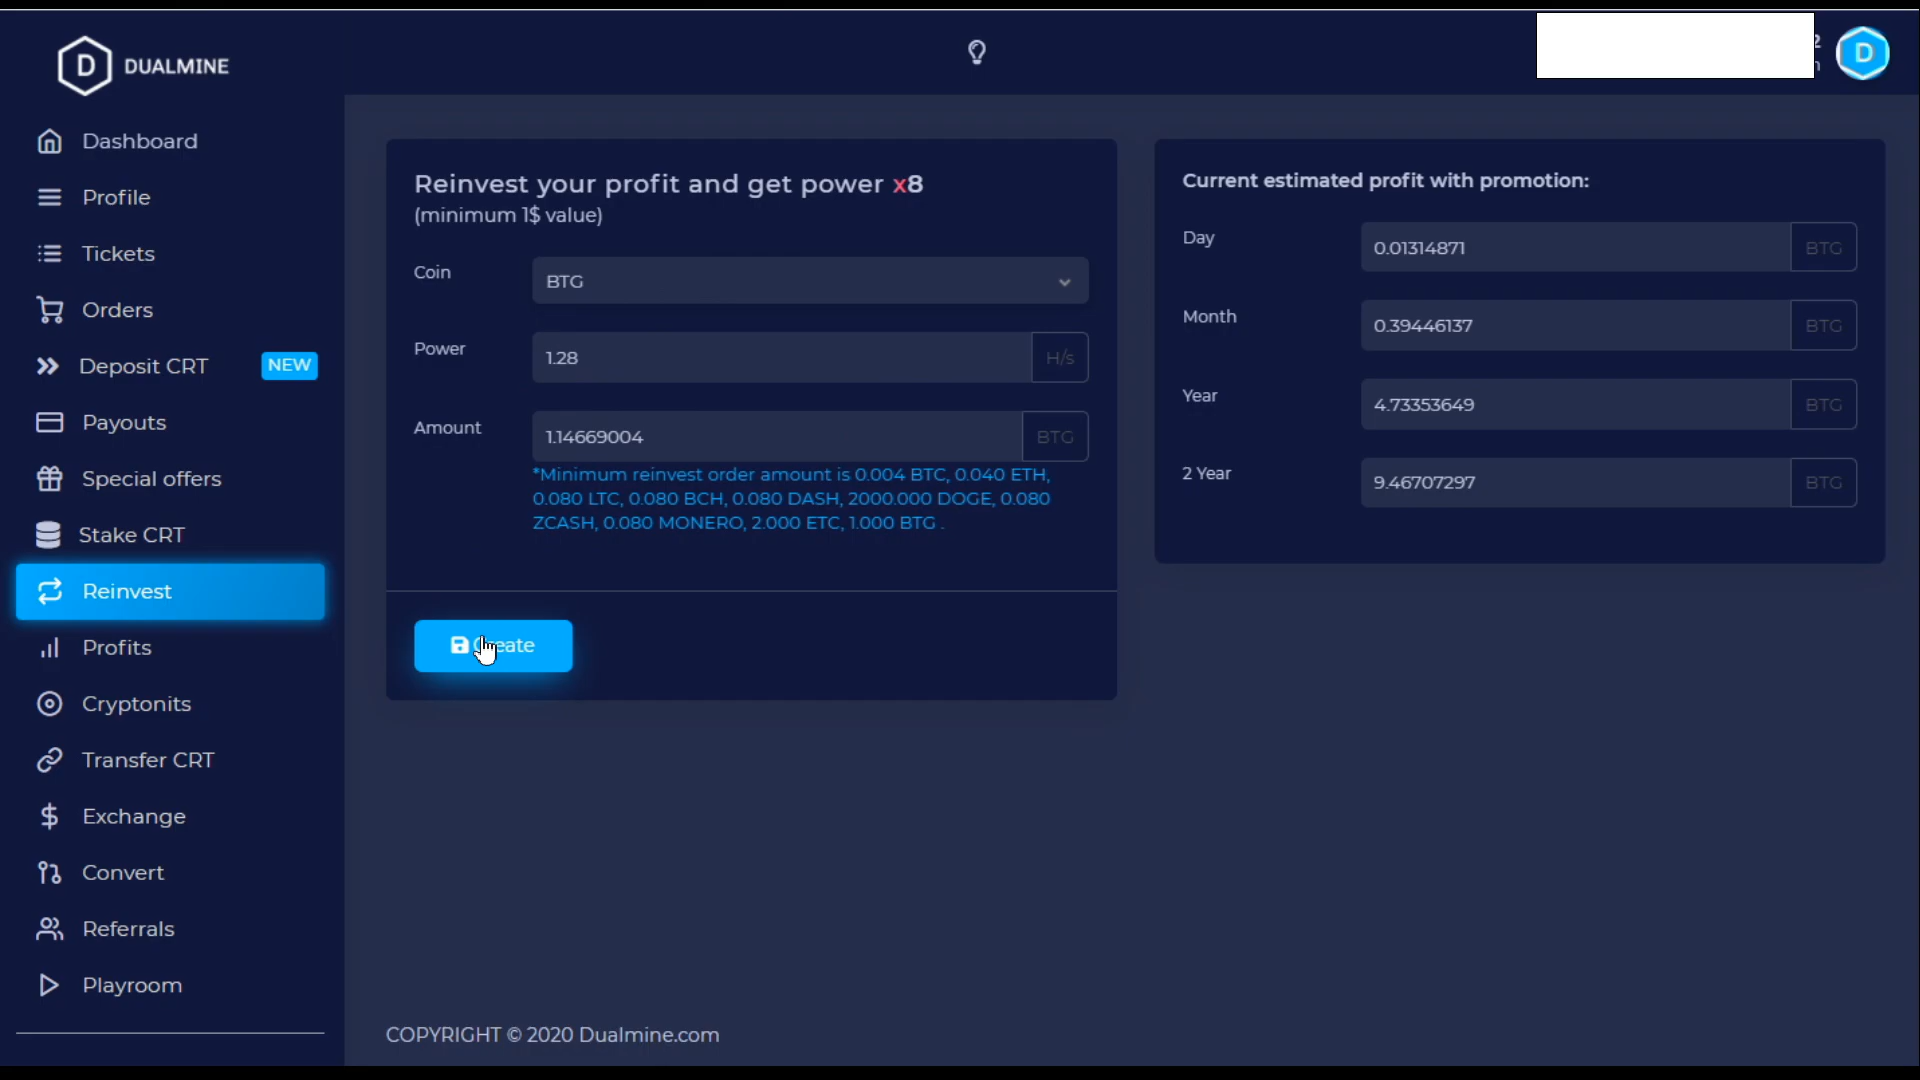 DUALMINE
D
D
Dashboard
Profile
Tickets
Orders
Deposit CRT NEW
Payouts
Special offers
Stake CRT
Reinvest
Profits
Cryptonits
Transfer CRT
Exchange
Convert
Referrals
Playroom
Reinvest your profit and get power x8
(minimum 1$ value)
Coin BTG
Power 1.28 H/s
Amount 1.14669004 BTG
*Minimum reinvest order amount is 0.004 BTC, 0.040 ETH,
0.080 LTC, 0.080 BCH, 0.080 DASH, 2000.000 DOGE, 0.080
ZCASH, 0.080 MONERO, 2.000 ETC, 1.000 BTG .
Create
Current estimated profit with promotion:
Day 0.01314871 BTG
Month 0.39446137 BTG
Year 4.73353649 BTG
2 Year 9.46707297 BTG
COPYRIGHT © 2020 Dualmine.com